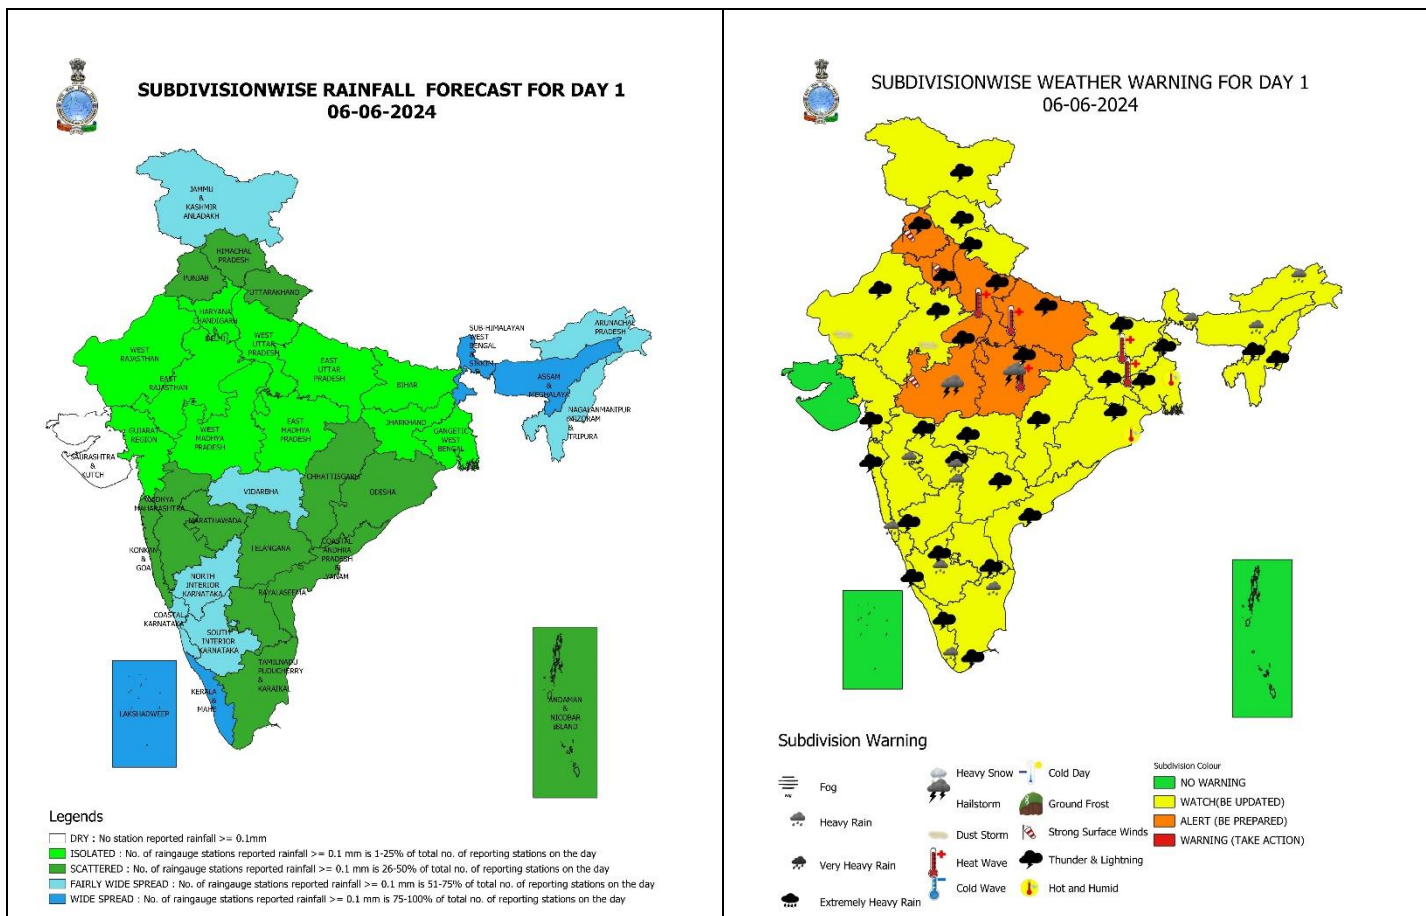 SUBDIVISIONWISE RAINFALL FORECAST FOR DAY 1
06-06-2024
JAMMU
&
KASHMIR
ANLADAKH
HIMACHAL
PRADESH
PUNJAB
UTTARAKHAND
HARYANA
CHANDIGARH
&
DELHI
WEST
UTTAR
PRADESH
WEST
RAJASTHAN
EAST
RAJASTHAN
EAST
UTTAR
PRADESH
BIHAR
SUB-HIMALAYAN
WEST
BENGAL
&
SIKKIM
ARUNACHAL
PRADESH
ASSAM
&
MEGHALAYA
NAGALANMANIPUR
MIZORAM
&
TRIPURA
GUJARAT
REGION
SAURASHTRA
&
KUTCH
WEST
MADHYA
PRADESH
EAST
MADHYA
PRADESH
JHARKHAND
GANGETIC
WEST
BENGAL
CHHATTISGARH
ODISHA
VIDARBHA
MADHYA
MAHARASHTRA
MARATHAWADA
TELANGANA
COASTAL
ANDHRA
PRADESH
&
YANAM
KONKAN
&
GOA
NORTH
INTERIOR
KARNATAKA
RAYALASEEMA
COASTAL
KARNATAKA
SOUTH
INTERIOR
KARNATAKA
TAMILNADU
PUDUCHERRY
&
KARAIKAL
KERALA
&
MAHE
LAKSHADWEEP
ANDAMAN
&
NICOBAR
ISLAND
Legends
DRY : No station reported rainfall >= 0.1mm
ISOLATED : No. of raingauge stations reported rainfall >= 0.1 mm is 1-25% of total no. of reporting stations on the day
SCATTERED : No. of raingauge stations reported rainfall >= 0.1 mm is 26-50% of total no. of reporting stations on the day
FAIRLY WIDE SPREAD : No. of raingauge stations reported rainfall >= 0.1 mm is 51-75% of total no. of reporting stations on the day
WIDE SPREAD : No. of raingauge stations reported rainfall >= 0.1 mm is 75-100% of total no. of reporting stations on the day
SUBDIVISIONWISE WEATHER WARNING FOR DAY 1
06-06-2024
Subdivision Warning
Fog
Heavy Rain
Very Heavy Rain
Extremely Heavy Rain
Heavy Snow
Hailstorm
Dust Storm
Heat Wave
Cold Wave
Cold Day
Ground Frost
Strong Surface Winds
Thunder & Lightning
Hot and Humid
Subdivision Colour
NO WARNING
WATCH(BE UPDATED)
ALERT (BE PREPARED)
WARNING (TAKE ACTION)